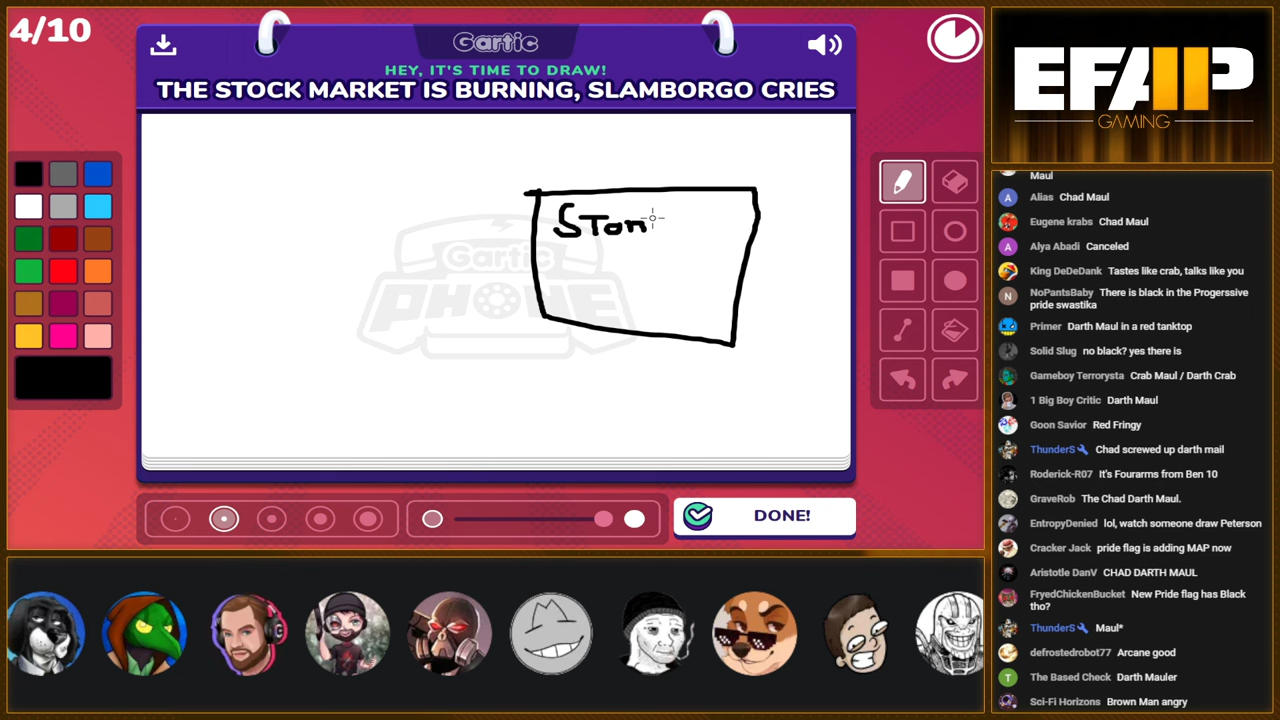 4/10
Gartic
HEY, IT'S TIME TO DRAW!
THE STOCK MARKET IS BURNING, SLAMBORGO CRIES
STon
Gartic
PHONE
DONE!
EFAP
GAMING
Maul
A Alias Chad Maul
Eugene krabs Chad Maul
A Alya Abadi Canceled
King DeDeDank Tastes like crab, talks like you
N NoPantsBaby There is black in the Progerssive
pride swastika
Primer Darth Maul in a red tanktop
Solid Slug no black? yes there is
Gameboy Terrorysta Crab Maul / Darth Crab
1 Big Boy Critic Darth Maul
Goon Savior Red Fringy
ThunderS Chad screwed up darth mail
Roderick-R07 It's Fourarms from Ben 10
GraveRob The Chad Darth Maul.
EntropyDenied lol, watch someone draw Peterson
Cracker Jack pride flag is adding MAP now
Aristotle DanV CHAD DARTH MAUL
FryedChickenBucket New Pride flag has Black
tho?
ThunderS Maul*
defrostedrobot77 Arcane good
T The Based Check Darth Mauler
Sci-Fi Horizons Brown Man angry